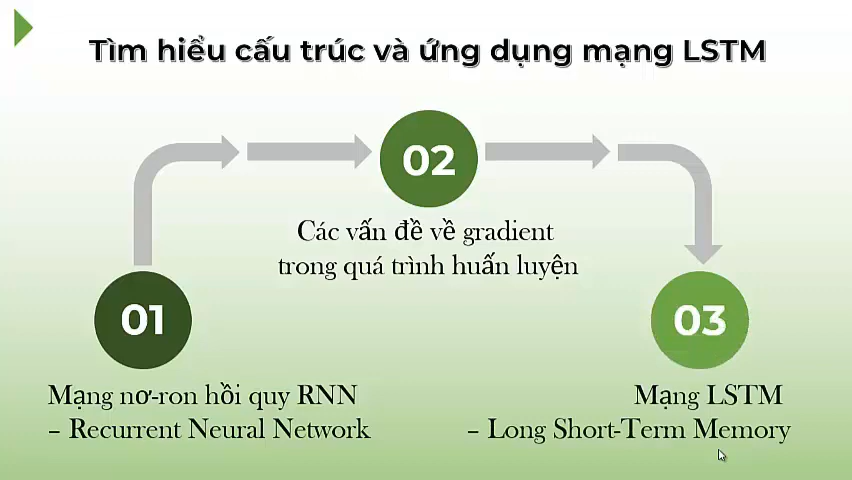 Tìm hiểu cấu trúc và ứng dụng mạng LSTM
01
Mạng nơ-ron hồi quy RNN
– Recurrent Neural Network
02
Các vấn đề về gradient
trong quá trình huấn luyện
03
Mạng LSTM
– Long Short-Term Memory